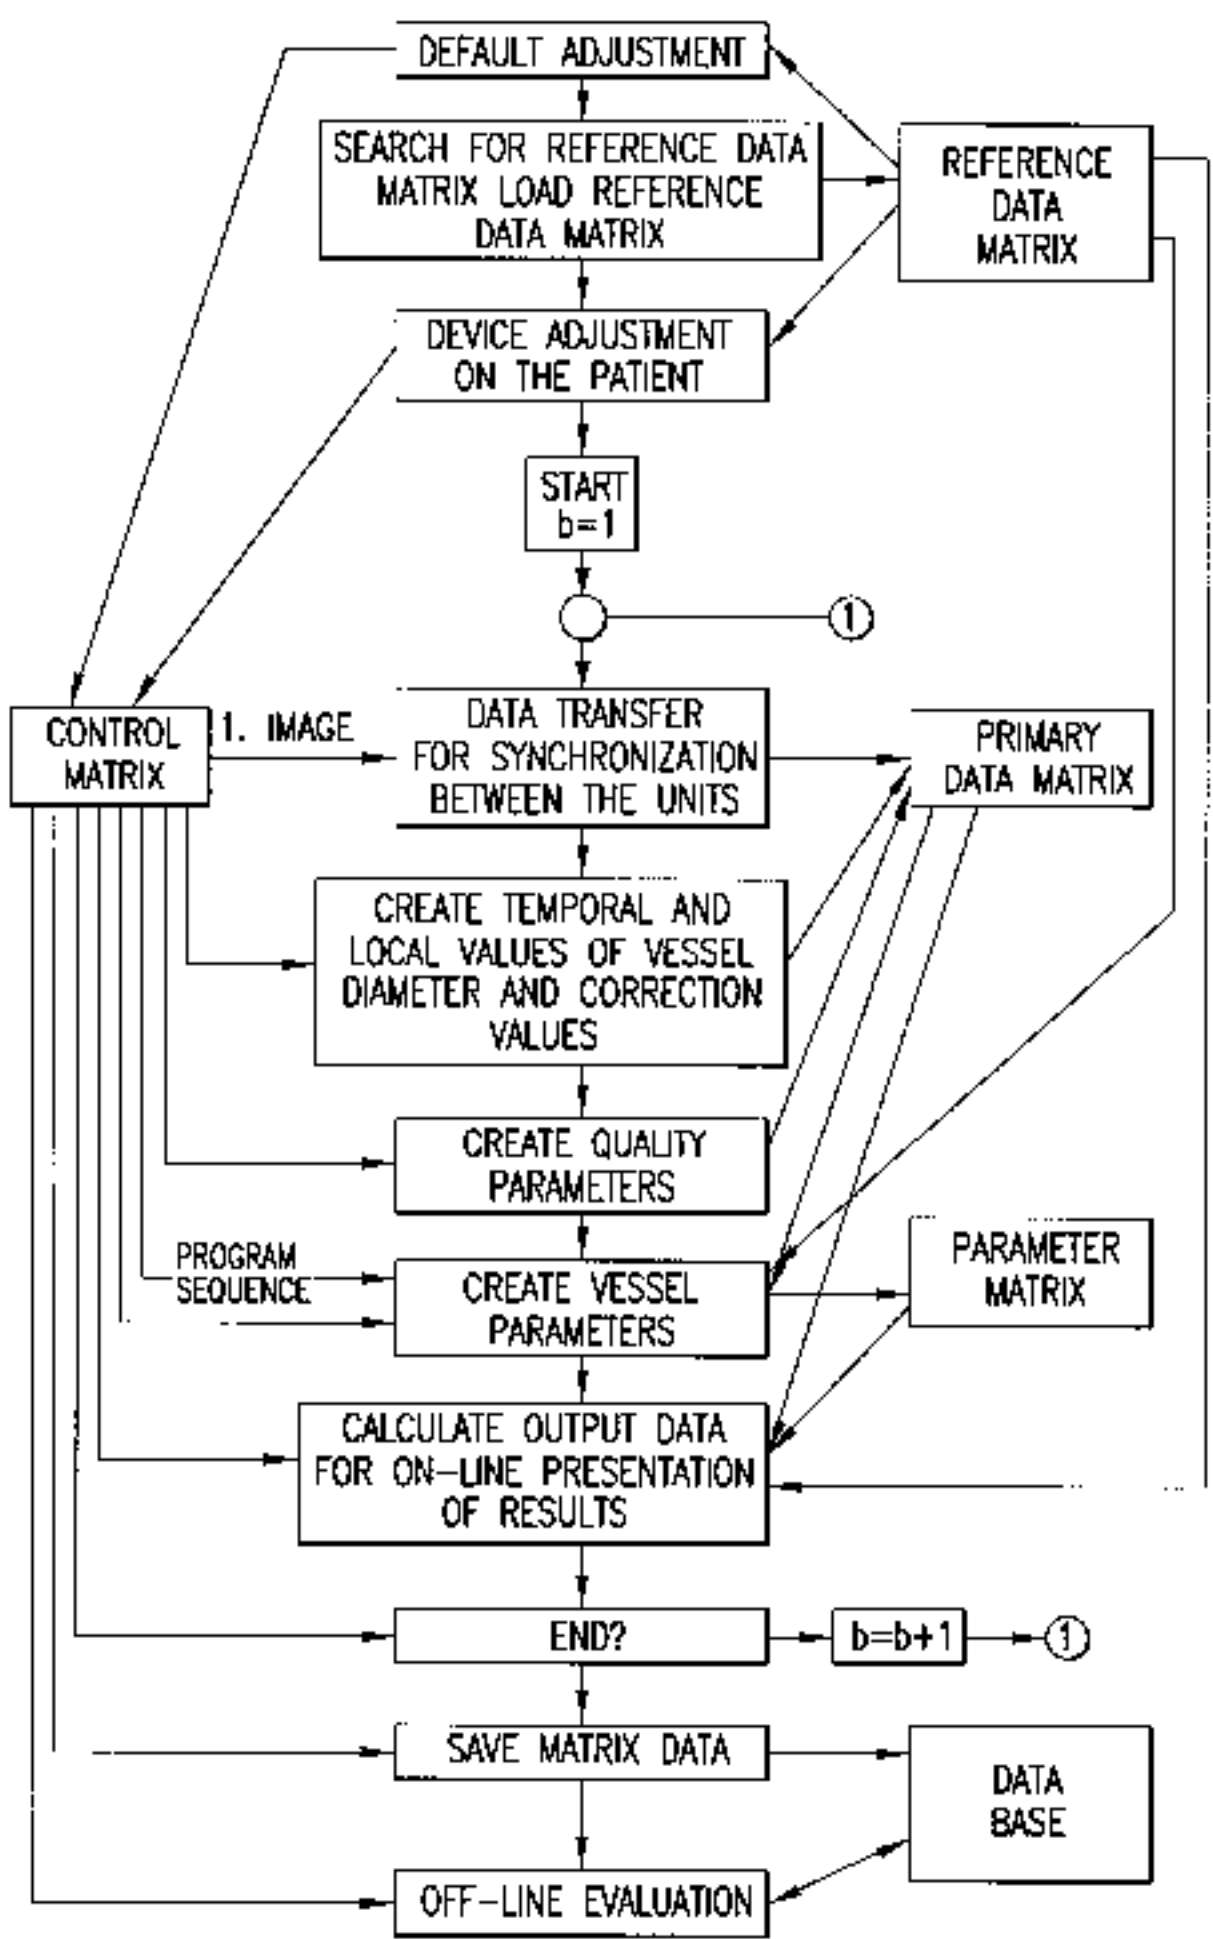 DEFAULT ADJUSTMENT
SEARCH FOR REFERENCE DATA
MATRIX LOAD REFERENCE
DATA MATRIX
REFERENCE
DATA
MATRIX
DEVICE ADJUSTMENT
ON THE PATIENT
START
b=1
1
CONTROL
MATRIX
1. IMAGE
DATA TRANSFER
FOR SYNCHRONIZATION
BETWEEN THE UNITS
PRIMARY
DATA MATRIX
CREATE TEMPORAL AND
LOCAL VALUES OF VESSEL
DIAMETER AND CORRECTION
VALUES
CREATE QUALITY
PARAMETERS
PROGRAM
SEQUENCE
CREATE VESSEL
PARAMETERS
PARAMETER
MATRIX
CALCULATE OUTPUT DATA
FOR ON-LINE PRESENTATION
OF RESULTS
END?
b=b+1
1
SAVE MATRIX DATA
DATA
BASE
OFF-LINE EVALUATION